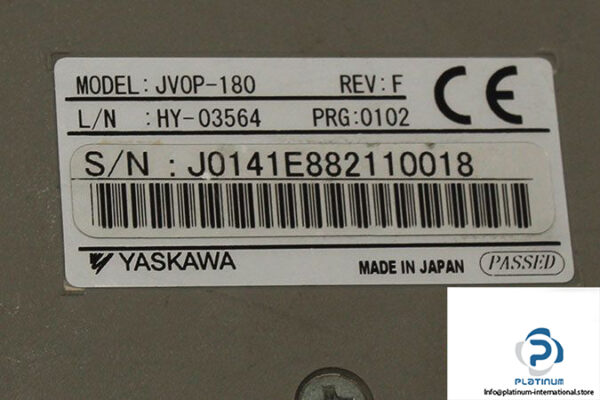 MODEL: JVOP-180 REV: F
L/N : HY-03564 PRG:0102
CE
S/N : J0141E882110018
YASKAWA MADE IN JAPAN PASSED
PLATINUM
Info@platinum-international.store